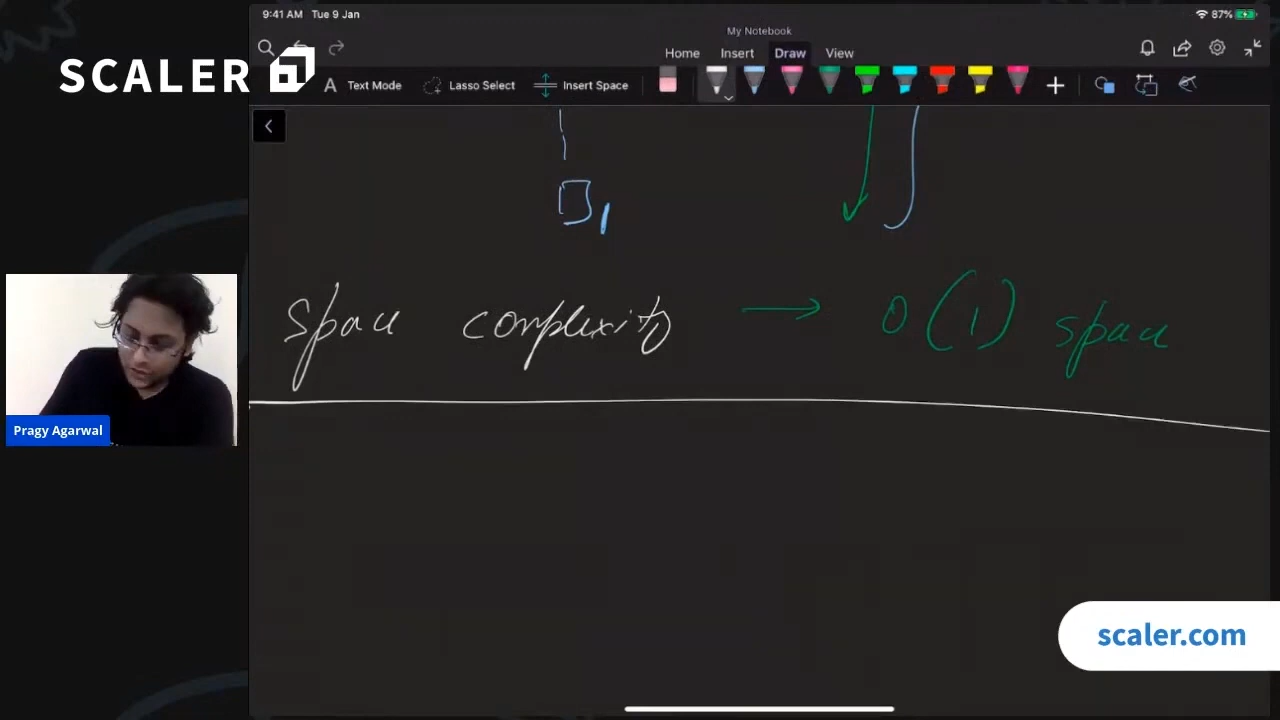 9:41 AM Tue 9 Jan
87%
My Notebook
SCALER
Home Insert Draw View
A Text Mode Lasso Select Insert Space
1
space complexity → O(1) space
Pragy Agarwal
scaler.com